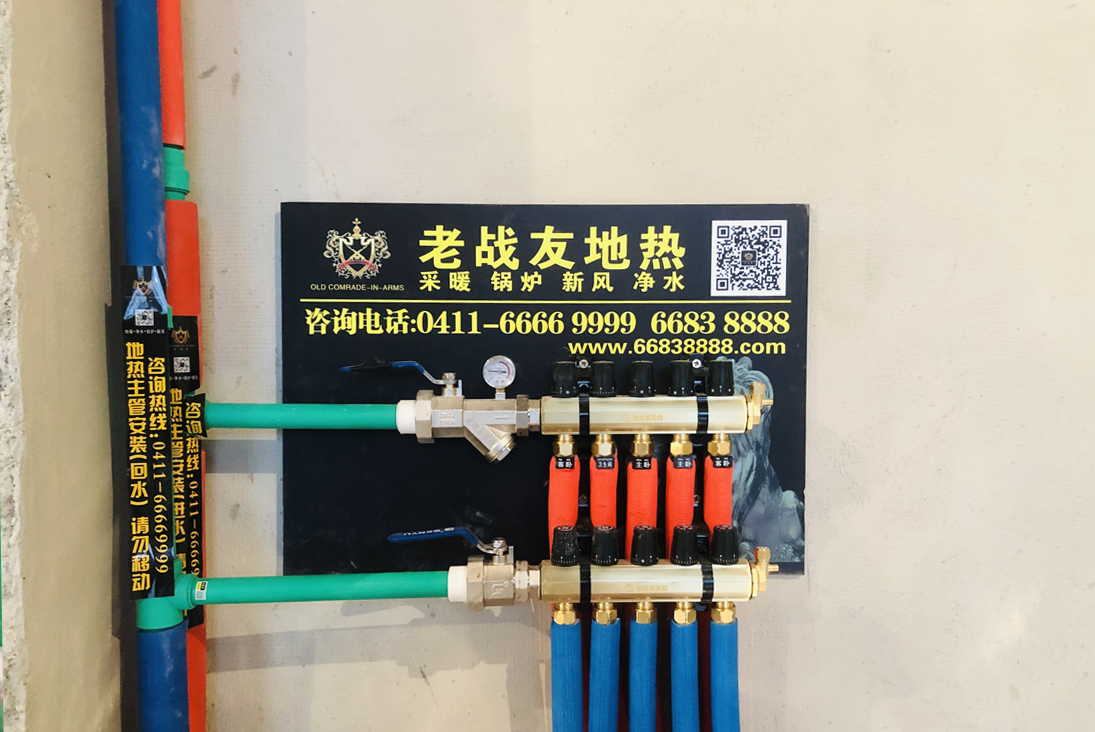 老战友地热
OLD COMRADE-IN-ARMS
采暖 锅炉 新风 净水
咨询电话:0411-6666 9999 6683 8888
www.66838888.com
咨询热线:0411-66669999
地热主管安装(回水) 请勿移动
咨询热线:0411-66669
地热主管安装(进水) 请
客卧
卫生间
主卧
主卧
客卧